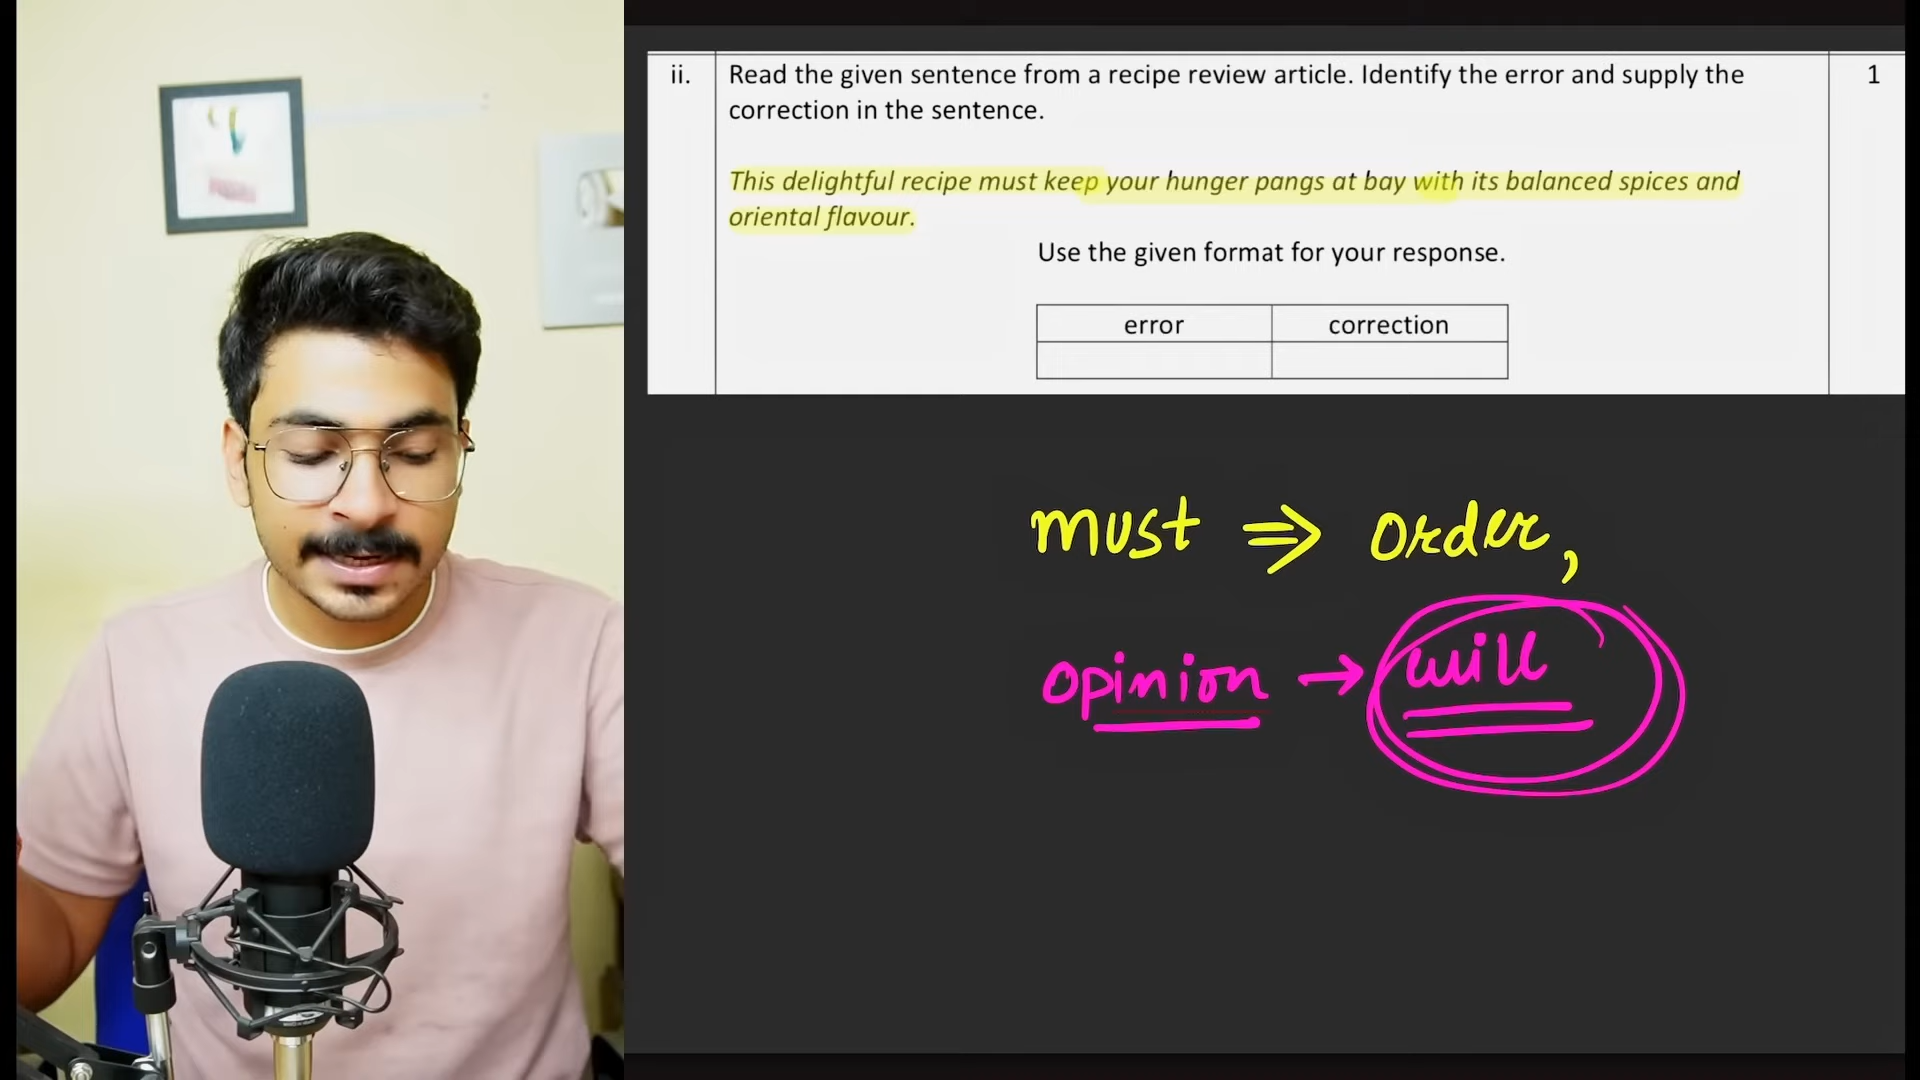 ii.
Read the given sentence from a recipe review article. Identify the error and supply the
correction in the sentence.
1
This delightful recipe must keep your hunger pangs at bay with its balanced spices and
oriental flavour.
Use the given format for your response.
error correction
must ⇒ order,
opinion → will